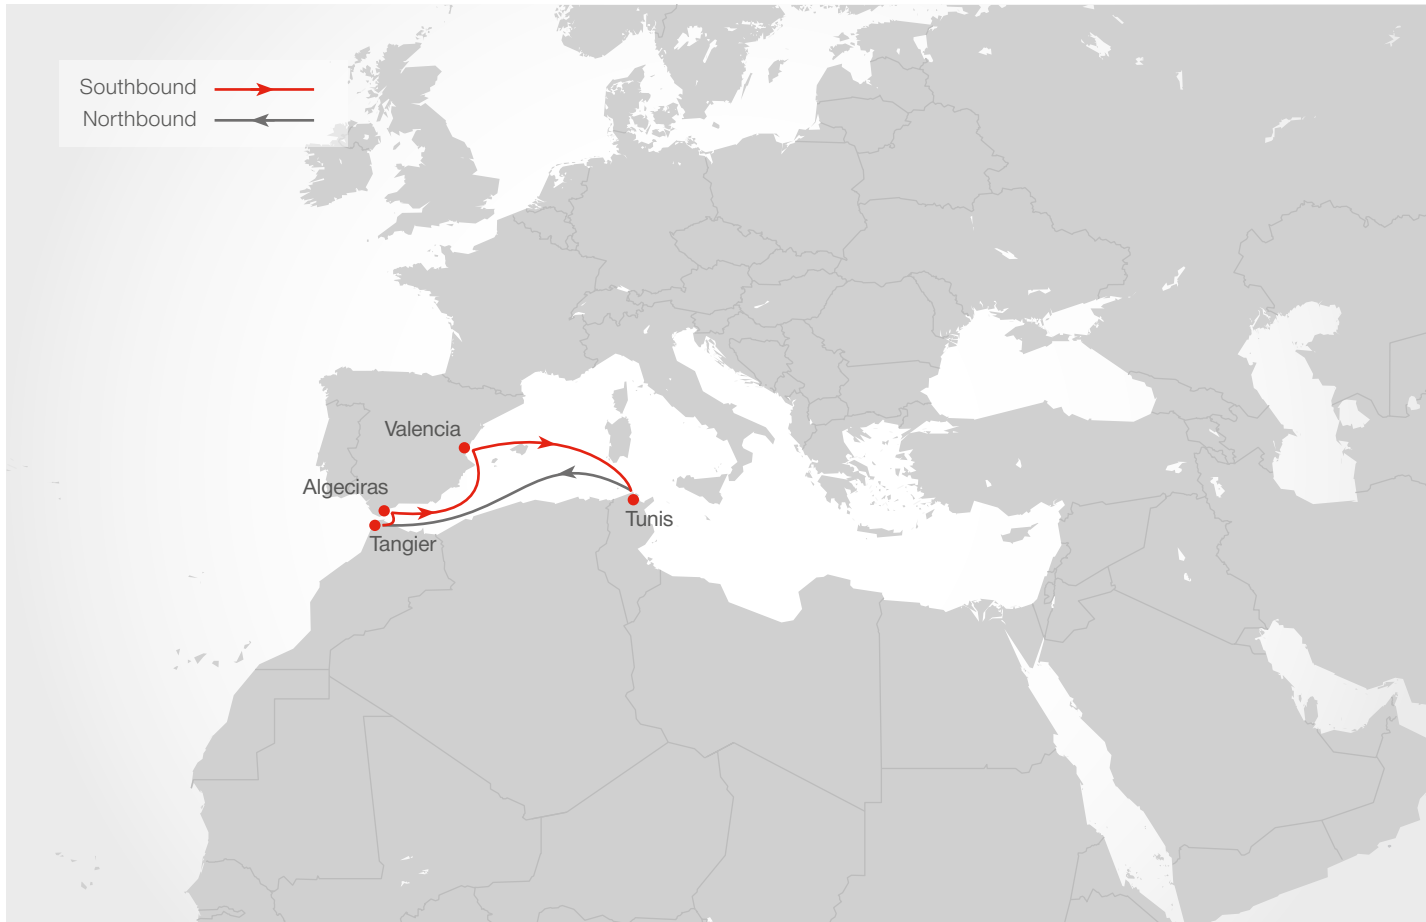 Southbound
Northbound
Valencia
Algeciras
Tunis
Tangier